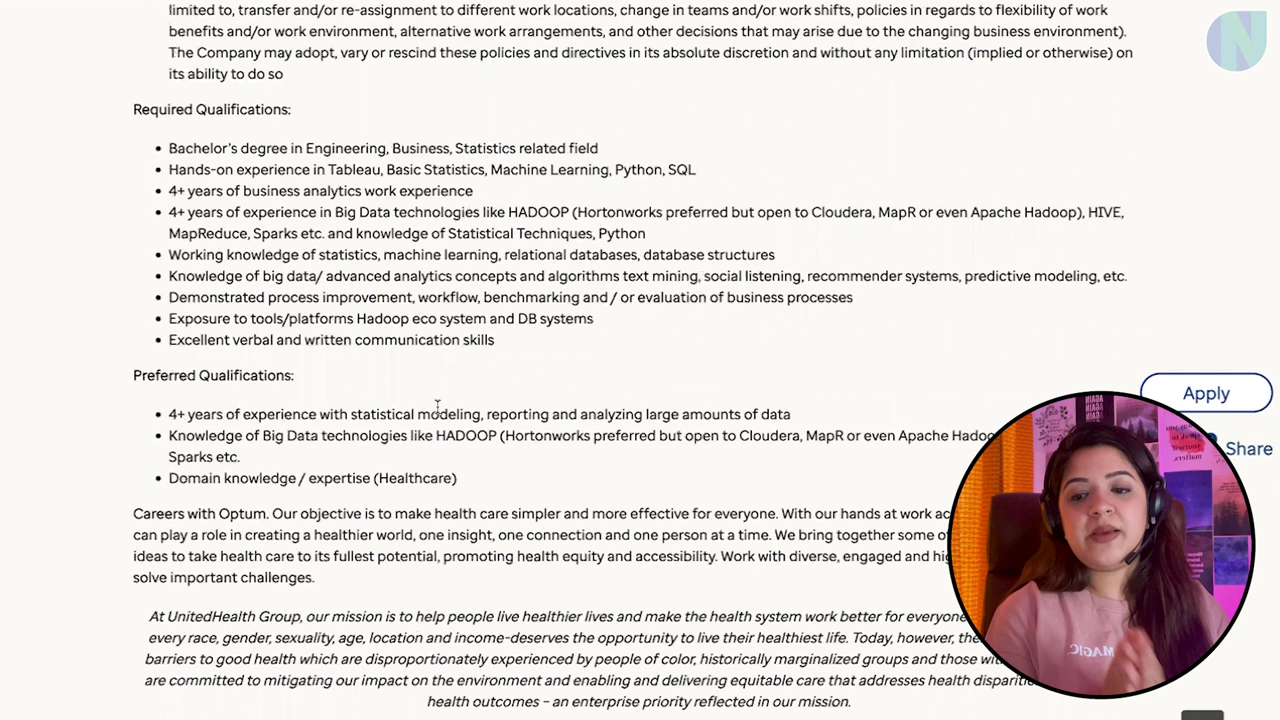 limited to, transfer and/or re-assignment to different work locations, change in teams and/or work shifts, policies in regards to flexibility of work
benefits and/or work environment, alternative work arrangements, and other decisions that may arise due to the changing business environment).
The Company may adopt, vary or rescind these policies and directives in its absolute discretion and without any limitation (implied or otherwise) on
its ability to do so
Required Qualifications:
• Bachelor's degree in Engineering, Business, Statistics related field
• Hands-on experience in Tableau, Basic Statistics, Machine Learning, Python, SQL
• 4+ years of business analytics work experience
• 4+ years of experience in Big Data technologies like HADOOP (Hortonworks preferred but open to Cloudera, MapR or even Apache Hadoop), HIVE,
MapReduce, Sparks etc. and knowledge of Statistical Techniques, Python
• Working knowledge of statistics, machine learning, relational databases, database structures
• Knowledge of big data/ advanced analytics concepts and algorithms text mining, social listening, recommender systems, predictive modeling, etc.
• Demonstrated process improvement, workflow, benchmarking and / or evaluation of business processes
• Exposure to tools/platforms Hadoop eco system and DB systems
• Excellent verbal and written communication skills
Preferred Qualifications:
• 4+ years of experience with statistical modeling, reporting and analyzing large amounts of data
• Knowledge of Big Data technologies like HADOOP (Hortonworks preferred but open to Cloudera, MapR or even Apache
Sparks etc.
• Domain knowledge / expertise (Healthcare)
Careers with Optum. Our objective is to make health care simpler and more effective for everyone. With our hands at work
can play a role in creating a healthier world, one insight, one connection and one person at a time. We bring together some
ideas to take health care to its fullest potential, promoting health equity and accessibility. Work with diverse, engaged and
solve important challenges.
At UnitedHealth Group, our mission is to help people live healthier lives and make the health system work better for everyone
every race, gender, sexuality, age, location and income-deserves the opportunity to live their healthiest life. Today, however,
barriers to good health which are disproportionately experienced by people of color, historically marginalized groups and those
are committed to mitigating our impact on the environment and enabling and delivering equitable care that addresses health
health outcomes – an enterprise priority reflected in our mission.
Apply
Share
MAGIC.
N